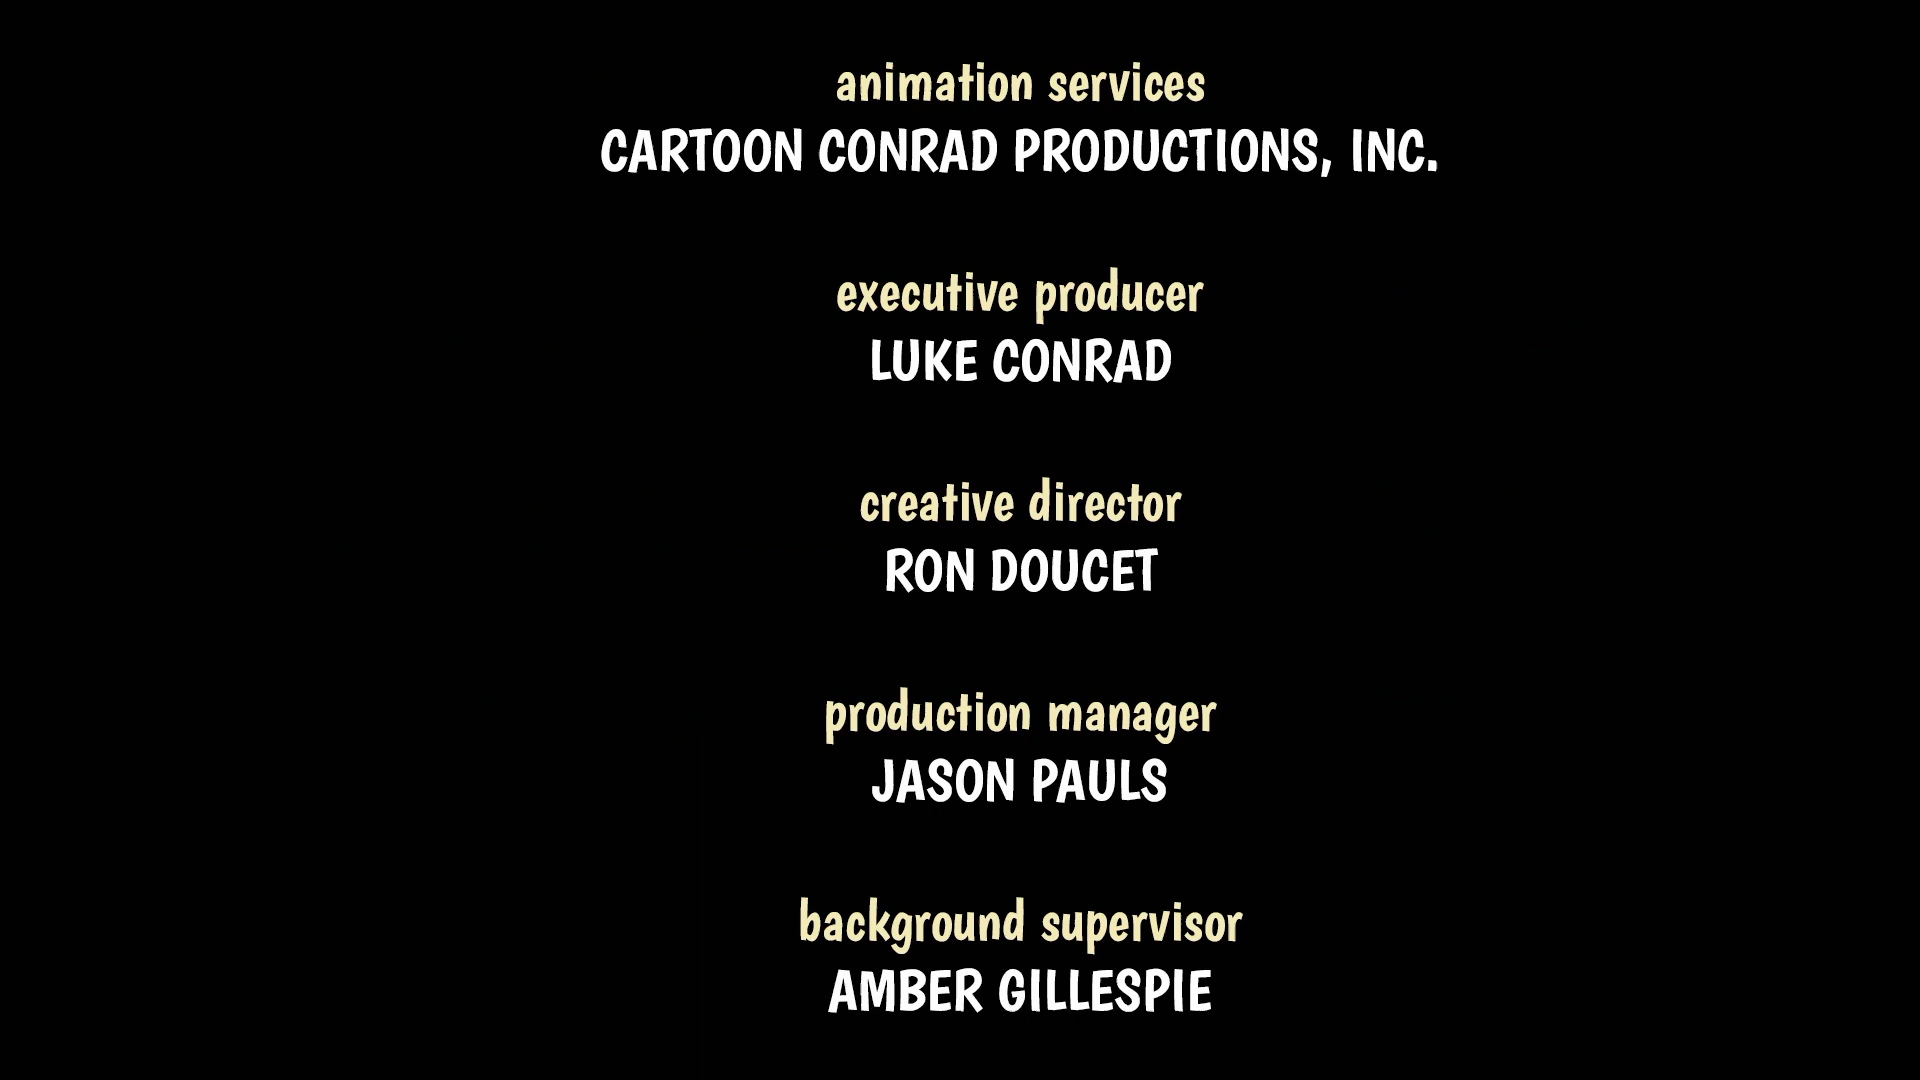 animation services
CARTOON CONRAD PRODUCTIONS, INC.
executive producer
LUKE CONRAD
creative director
RON DOUCET
production manager
JASON PAULS
background supervisor
AMBER GILLESPIE